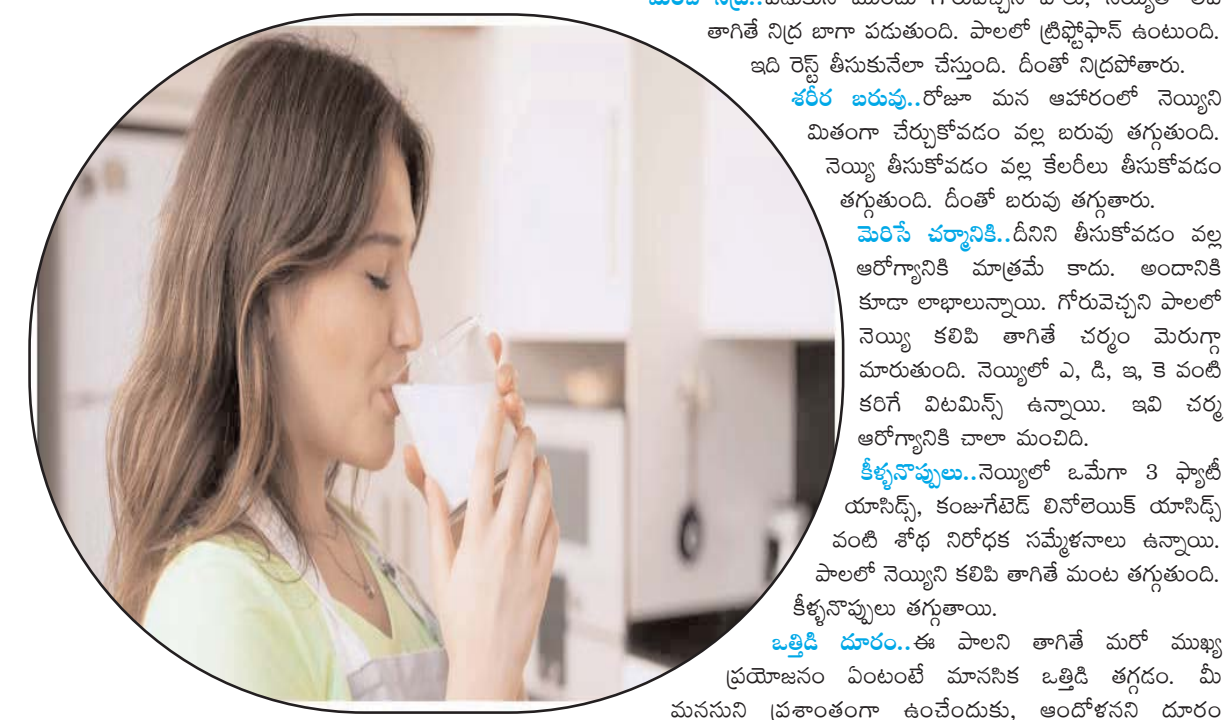 తాగితే నిద్ర బాగా పడుతుంది. పాలలో ట్రిఫ్టోఫాన్ ఉంటుంది.
ఇది రెస్ట్ తీసుకునేలా చేస్తుంది. దీంతో నిద్రపోతారు.
శరీర బరువు..రోజూ మన ఆహారంలో నెయ్యిని
మితంగా చేర్చుకోవడం వల్ల బరువు తగ్గుతుంది.
నెయ్యి తీసుకోవడం వల్ల కేలరీలు తీసుకోవడం
తగ్గుతుంది. దీంతో బరువు తగ్గుతారు.
మెరిసే చర్మానికి..దీనిని తీసుకోవడం వల్ల
ఆరోగ్యానికి మాత్రమే కాదు. అందానికి
కూడా లాభాలున్నాయి. గోరువెచ్చని పాలలో
నెయ్యి కలిపి తాగితే చర్మం మెరుగ్గా
మారుతుంది. నెయ్యిలో ఎ, డి, ఇ, కె వంటి
కరిగే విటమిన్స్ ఉన్నాయి. ఇవి చర్మ
ఆరోగ్యానికి చాలా మంచిది.
కీళ్ళనొప్పులు..నెయ్యిలో ఒమేగా 3 ఫ్యాటీ
యాసిడ్స్, కంజుగేటెడ్ లినోలెయిక్ యాసిడ్స్
వంటి శోథ నిరోధక సమ్మేళనాలు ఉన్నాయి.
పాలలో నెయ్యిని కలిపి తాగితే మంట తగ్గుతుంది.
కీళ్ళనొప్పులు తగ్గుతాయి.
ఒత్తిడి దూరం..ఈ పాలని తాగితే మరో ముఖ్య
ప్రయోజనం ఏంటంటే మానసిక ఒత్తిడి తగ్గడం. మీ
మనసుని ప్రశాంతంగా ఉంచేందుకు, ఆందోళనని దూరం